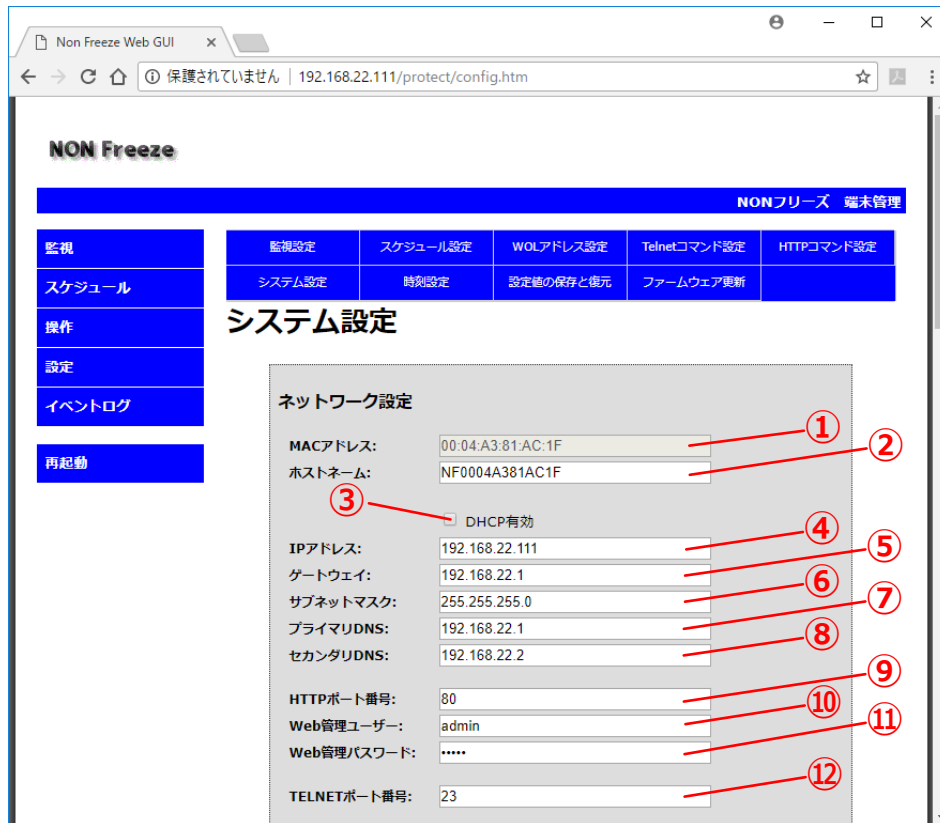 Non Freeze Web GUI
保護されていません | 192.168.22.111/protect/config.htm
NON Freeze
NONフリーズ 端末管理
監視
スケジュール
操作
設定
イベントログ
再起動
監視設定 スケジュール設定 WOLアドレス設定 Telnetコマンド設定 HTTPコマンド設定
システム設定 時刻設定 設定値の保存と復元 ファームウェア更新
システム設定
ネットワーク設定
MACアドレス: 00:04:A3:81:AC:1F ①
ホストネーム: NF0004A381AC1F ②
③ DHCP有効
IPアドレス: 192.168.22.111 ④
ゲートウェイ: 192.168.22.1 ⑤
サブネットマスク: 255.255.255.0 ⑥
プライマリDNS: 192.168.22.1 ⑦
セカンダリDNS: 192.168.22.2 ⑧
HTTPポート番号: 80 ⑨
Web管理ユーザー: admin ⑩
Web管理パスワード: ••••• ⑪
TELNETポート番号: 23 ⑫